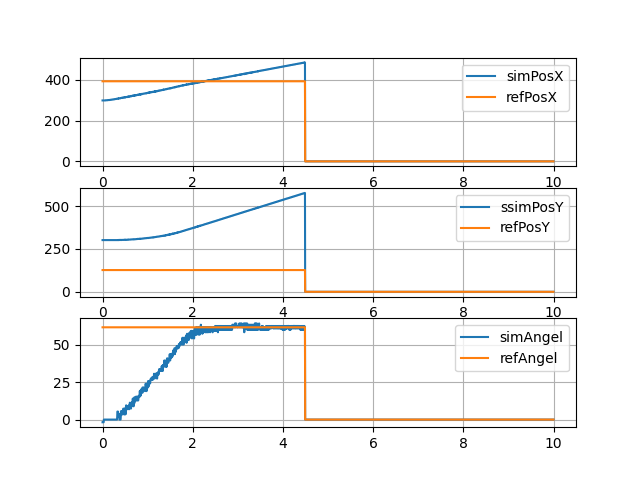 400
200
0
simPosX
refPosX
0 2 4 6 8 10
500
250
0
ssimPosY
refPosY
0 2 4 6 8 10
50
25
0
simAngel
refAngel
0 2 4 6 8 10